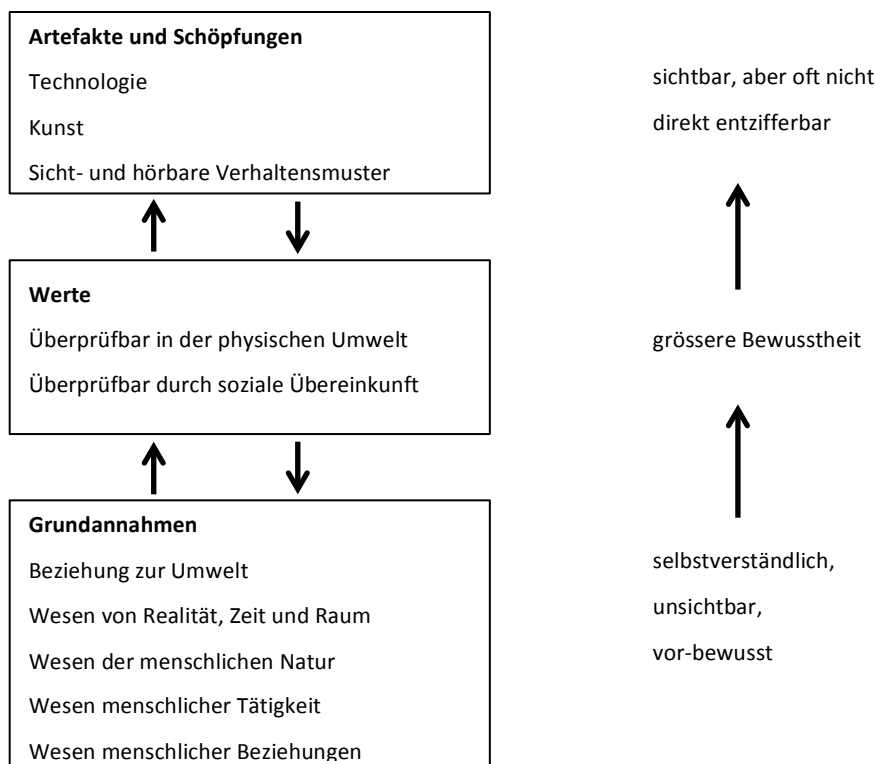 Artefakte und Schöpfungen
Technologie
Kunst
Sicht- und hörbare Verhaltensmuster
sichtbar, aber oft nicht
direkt entzifferbar
Werte
Überprüfbar in der physischen Umwelt
Überprüfbar durch soziale Übereinkunft
grössere Bewusstheit
Grundannahmen
Beziehung zur Umwelt
Wesen von Realität, Zeit und Raum
Wesen der menschlichen Natur
Wesen menschlicher Tätigkeit
Wesen menschlicher Beziehungen
selbstverständlich,
unsichtbar,
vor-bewusst